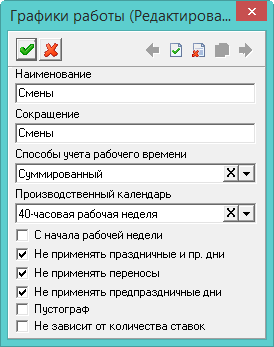 Графики работы (Редактирова...
Наименование
Смены
Сокращение
Смены
Способы учета рабочего времени
Суммированный
Производственный календарь
40-часовая рабочая неделя
С начала рабочей недели
Не применять праздничные и пр. дни
Не применять переносы
Не применять предпраздничные дни
Пустограф
Не зависит от количества ставок